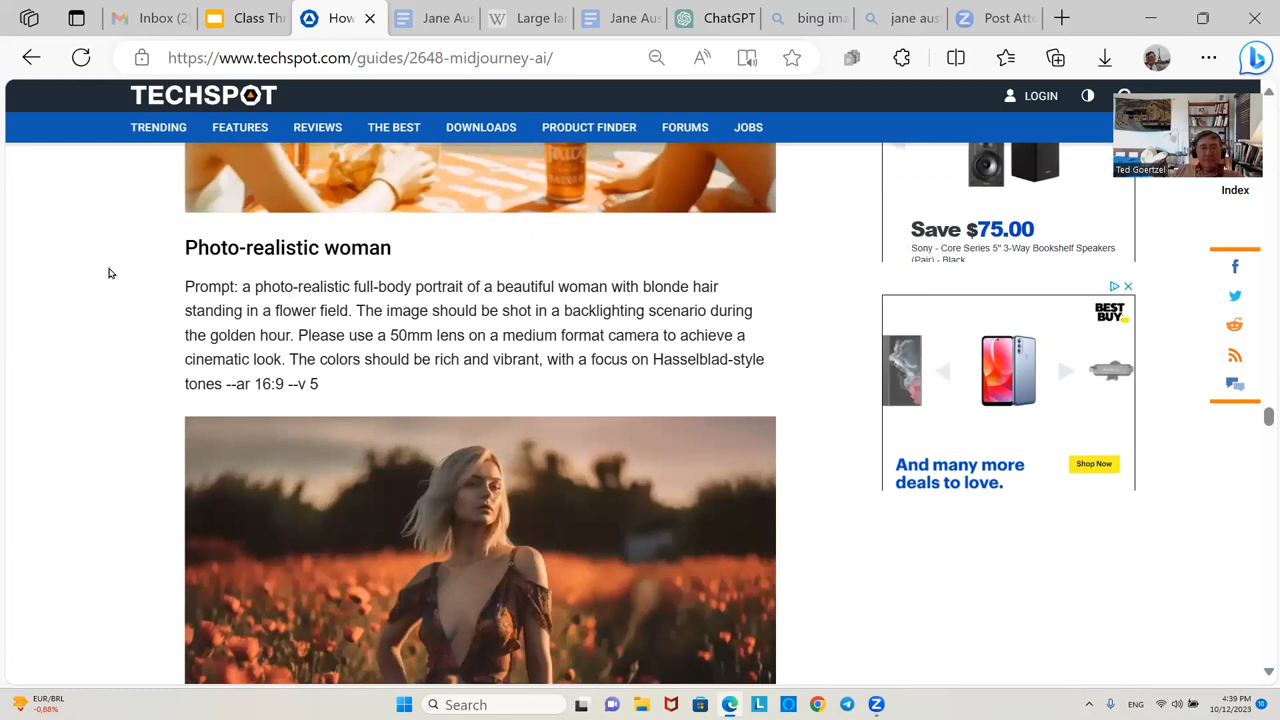 Inbox (2)
Class Thr
How
Jane Aus
Large lan
Jane Aus
ChatGPT
bing ima
jane aust
Post Atte
https://www.techspot.com/guides/2648-midjourney-ai/
TECHSPOT
LOGIN
TRENDING FEATURES REVIEWS THE BEST DOWNLOADS PRODUCT FINDER FORUMS JOBS
Ted Goertzel
Index
Save $75.00
Sony - Core Series 5" 3-Way Bookshelf Speakers
(Pair) - Black
Photo-realistic woman
Prompt: a photo-realistic full-body portrait of a beautiful woman with blonde hair
standing in a flower field. The image should be shot in a backlighting scenario during
the golden hour. Please use a 50mm lens on a medium format camera to achieve a
cinematic look. The colors should be rich and vibrant, with a focus on Hasselblad-style
tones --ar 16:9 --v 5
BEST
BUY
And many more
deals to love.
Shop Now
EUR/BRL
-0,88%
Search
ENG
4:39 PM
10/12/2023